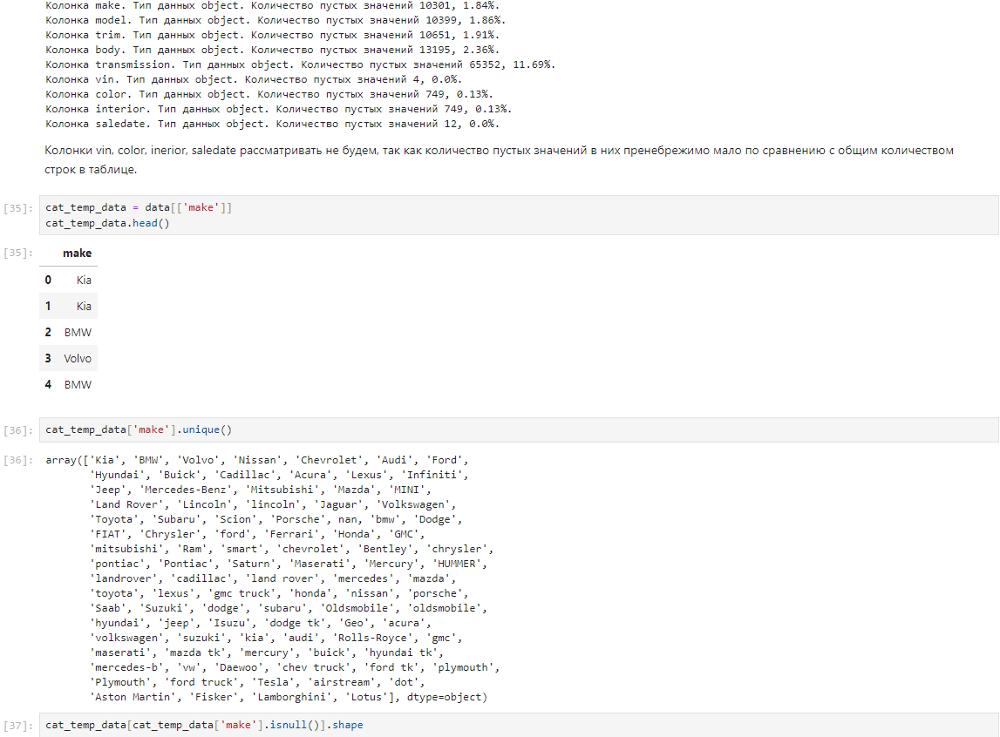 Колонка make. Тип данных object. Количество пустых значений 10301, 1.84%.
Колонка model. Тип данных object. Количество пустых значений 10399, 1.86%.
Колонка trim. Тип данных object. Количество пустых значений 10651, 1.91%.
Колонка body. Тип данных object. Количество пустых значений 13195, 2.36%.
Колонка transmission. Тип данных object. Количество пустых значений 65352, 11.69%.
Колонка vin. Тип данных object. Количество пустых значений 4, 0.0%.
Колонка color. Тип данных object. Количество пустых значений 749, 0.13%.
Колонка interior. Тип данных object. Количество пустых значений 749, 0.13%.
Колонка saledate. Тип данных object. Количество пустых значений 12, 0.0%.
Колонки vin, color, inerior, saledate рассматривать не будем, так как количество пустых значений в них пренебрежимо мало по сравнению с общим количеством
строк в таблице.
[35]: cat_temp_data = data[['make']]
cat_temp_data.head()
[35]: make
0 Kia
1 Kia
2 BMW
3 Volvo
4 BMW
[36]: cat_temp_data['make'].unique()
[36]: array(['Kia', 'BMW', 'Volvo', 'Nissan', 'Chevrolet', 'Audi', 'Ford',
'Hyundai', 'Buick', 'Cadillac', 'Acura', 'Lexus', 'Infiniti',
'Jeep', 'Mercedes-Benz', 'Mitsubishi', 'Mazda', 'MINI',
'Land Rover', 'Lincoln', 'lincoln', 'Jaguar', 'Volkswagen',
'Toyota', 'Subaru', 'Scion', 'Porsche', nan, 'bmw', 'Dodge',
'FIAT', 'Chrysler', 'ford', 'Ferrari', 'Honda', 'GMC',
'mitsubishi', 'Ram', 'smart', 'chevrolet', 'Bentley', 'chrysler',
'pontiac', 'Pontiac', 'Saturn', 'Maserati', 'Mercury', 'HUMMER',
'landrover', 'cadillac', 'land rover', 'mercedes', 'mazda',
'toyota', 'lexus', 'gmc truck', 'honda', 'nissan', 'porsche',
'Saab', 'Suzuki', 'dodge', 'subaru', 'Oldsmobile', 'oldsmobile',
'hyundai', 'jeep', 'Isuzu', 'dodge tk', 'Geo', 'acura',
'volkswagen', 'suzuki', 'kia', 'audi', 'Rolls-Royce', 'gmc',
'maserati', 'mazda tk', 'mercury', 'buick', 'hyundai tk',
'mercedes-b', 'vw', 'Daewoo', 'chev truck', 'ford tk', 'plymouth',
'Plymouth', 'ford truck', 'Tesla', 'airstream', 'dot',
'Aston Martin', 'Fisker', 'Lamborghini', 'Lotus'], dtype=object)
[37]: cat_temp_data[cat_temp_data['make'].isnull()].shape